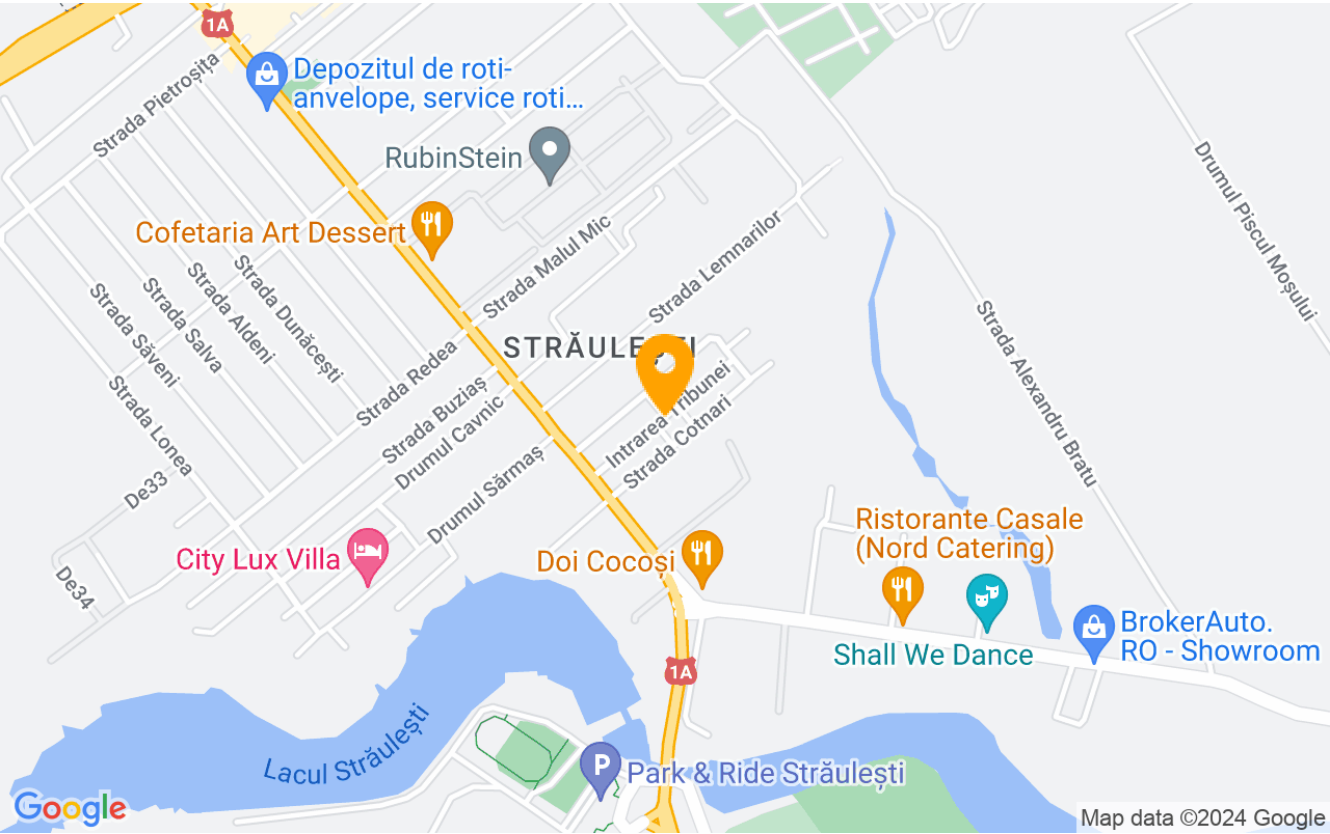 1A
Depozitul de roti-
anvelope, service roti...
Strada Pietroșița
RubinStein
Drumul Piscul Moșului
Cofetaria Art Dessert
Strada Malul Mic
Strada Lemnarilor
Strada Dunăcești
Strada Aldeni
Strada Salva
Strada Săveni
Strada Lonea
STRĂULEȘTI
Strada Redea
Strada Buziaș
Drumul Cavnic
Drumul Sărmaș
Intrarea Tribunei
Strada Cotnari
Strada Alexandru Bratu
De33
De34
City Lux Villa
Doi Cocoși
Ristorante Casale
(Nord Catering)
Shall We Dance
BrokerAuto.
RO - Showroom
1A
Lacul Străulești
Park & Ride Străulești
P
Google
Map data ©2024 Google